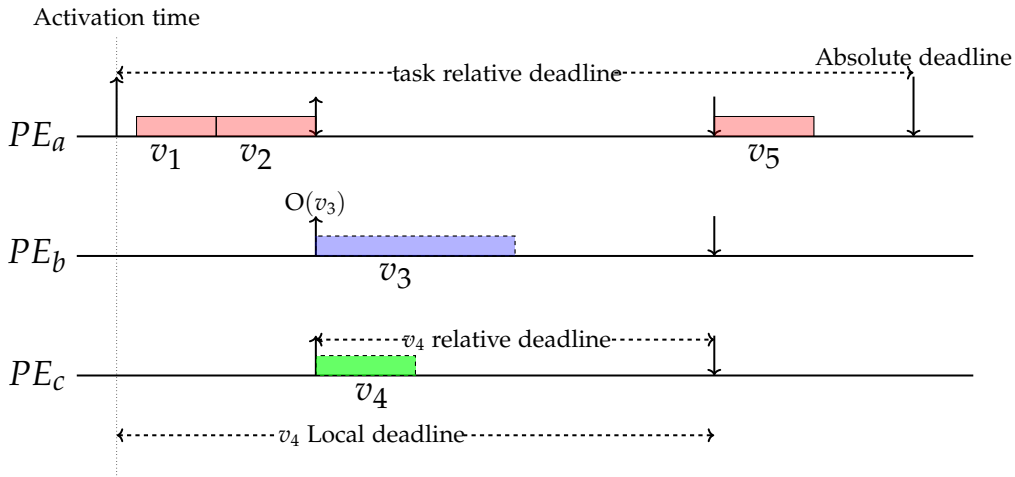 Activation time
Absolute deadline
task relative deadline
PE_a
v_1
v_2
v_5
O(v_3)
PE_b
v_3
v_4 relative deadline
PE_c
v_4
v_4 Local deadline